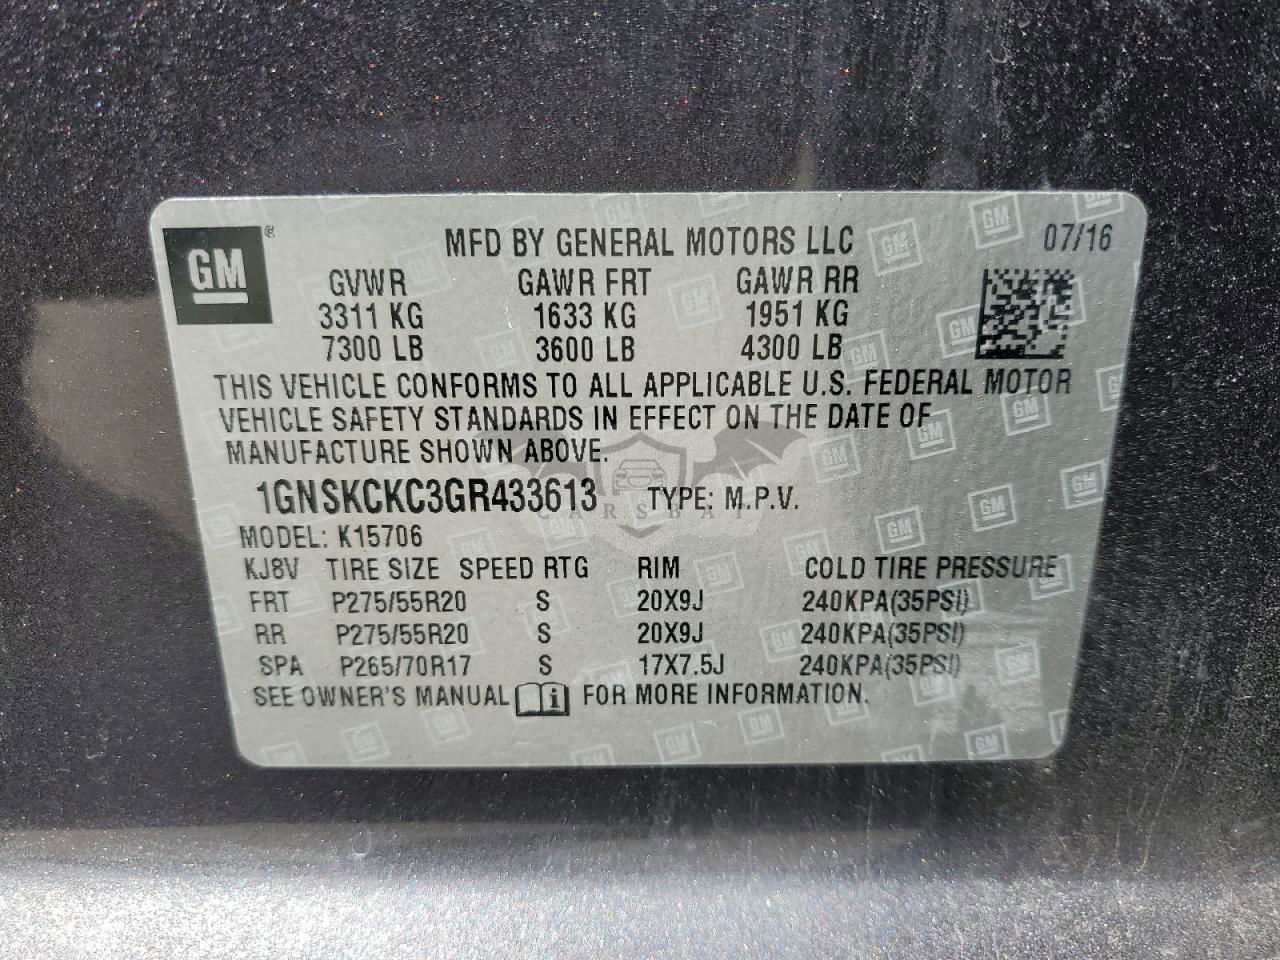 GM ®
MFD BY GENERAL MOTORS LLC 07/16
GVWR GAWR FRT GAWR RR
3311 KG 1633 KG 1951 KG
7300 LB 3600 LB 4300 LB
THIS VEHICLE CONFORMS TO ALL APPLICABLE U.S. FEDERAL MOTOR
VEHICLE SAFETY STANDARDS IN EFFECT ON THE DATE OF
MANUFACTURE SHOWN ABOVE.
1GNSKCKC3GR433613 TYPE: M.P.V.
CARSBAT
MODEL: K15706
KJ8V TIRE SIZE SPEED RTG RIM COLD TIRE PRESSURE
FRT P275/55R20 S 20X9J 240KPA(35PSI)
RR P275/55R20 S 20X9J 240KPA(35PSI)
SPA P265/70R17 S 17X7.5J 240KPA(35PSI)
SEE OWNER'S MANUAL i FOR MORE INFORMATION.